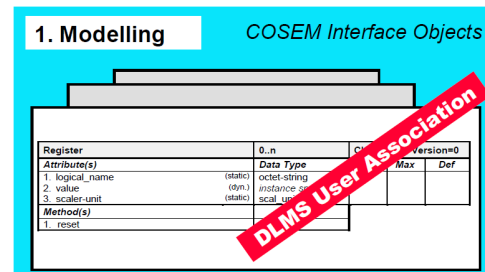 1. Modelling
COSEM Interface Objects
Register 0..n Version=0
Attribute(s) Data Type Max Def
1. logical_name (static) octet-string
2. value (dyn.) instance
3. scaler-unit (static)
Method(s)
1. reset
DLMS User Association